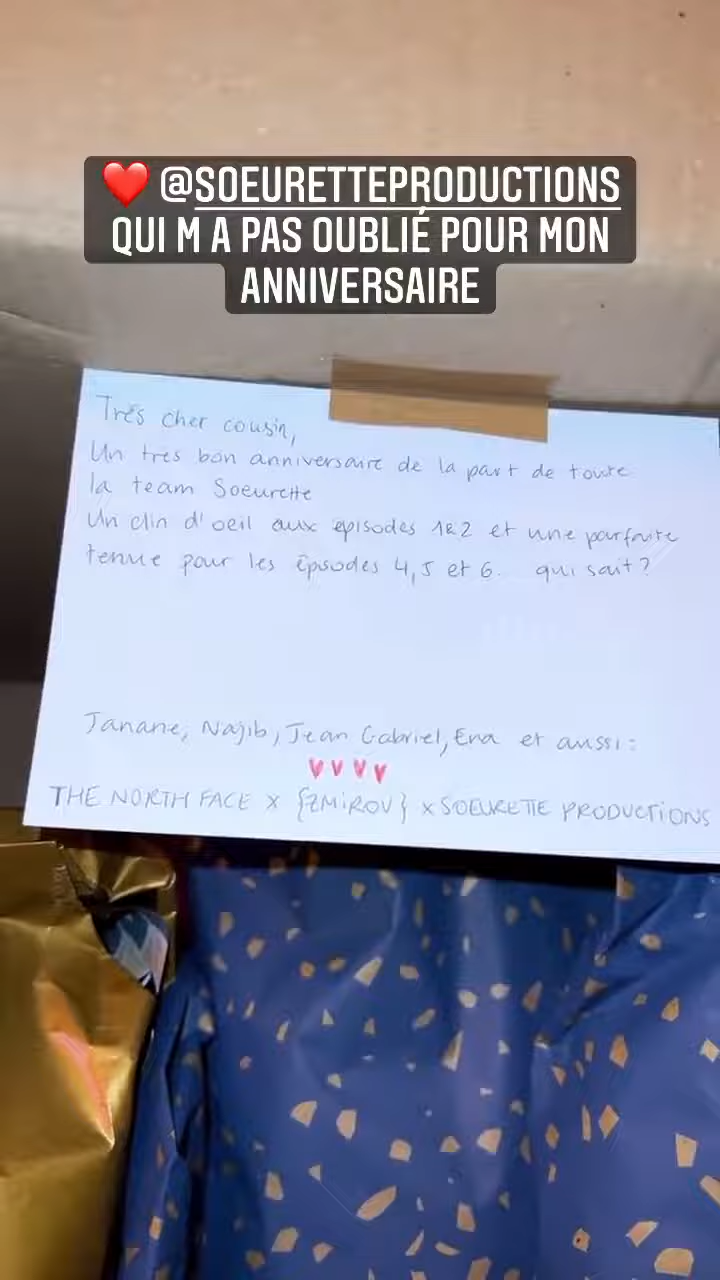 ❤️ @SOEURETTEPRODUCTIONS
QUI M A PAS OUBLIÉ POUR MON
ANNIVERSAIRE
Très cher cousin,
Un très bon anniversaire de la part de toute
la team Soeurette
Un clin d'oeil aux épisodes 1&2 et une parfaite
tenue pour les épisodes 4, 5 et 6.. qui sait ?
Janane, Najib, Jean Gabriel, Ena et aussi :
THE NORTH FACE x {ZMIROV} x SOEURETTE PRODUCTIONS